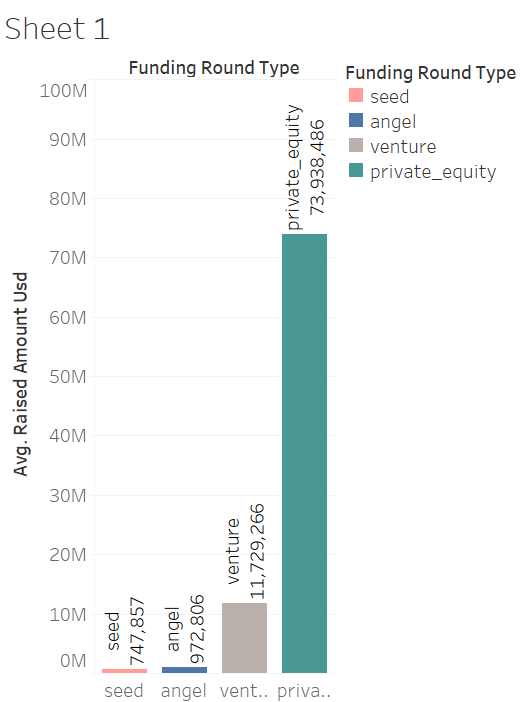 Sheet 1
Funding Round Type
Avg. Raised Amount Usd
100M
90M
80M
70M
60M
50M
40M
30M
20M
10M
0M
seed
747,857
angel
972,806
venture
11,729,266
private_equity
73,938,486
seed
angel
vent..
priva..
Funding Round Type
seed
angel
venture
private_equity